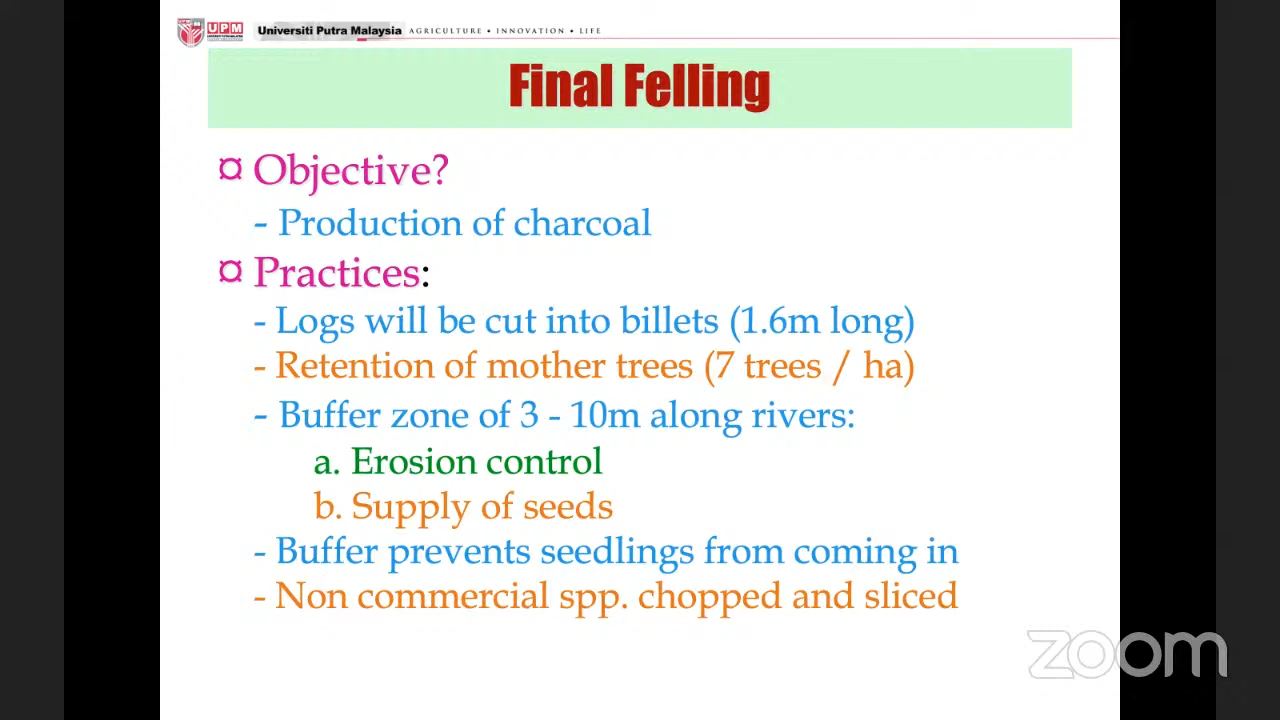 UPM
Universiti Putra Malaysia AGRICULTURE • INNOVATION • LIFE
Final Felling
¤ Objective?
- Production of charcoal
¤ Practices:
- Logs will be cut into billets (1.6m long)
- Retention of mother trees (7 trees / ha)
- Buffer zone of 3 - 10m along rivers:
a. Erosion control
b. Supply of seeds
- Buffer prevents seedlings from coming in
- Non commercial spp. chopped and sliced
zoom